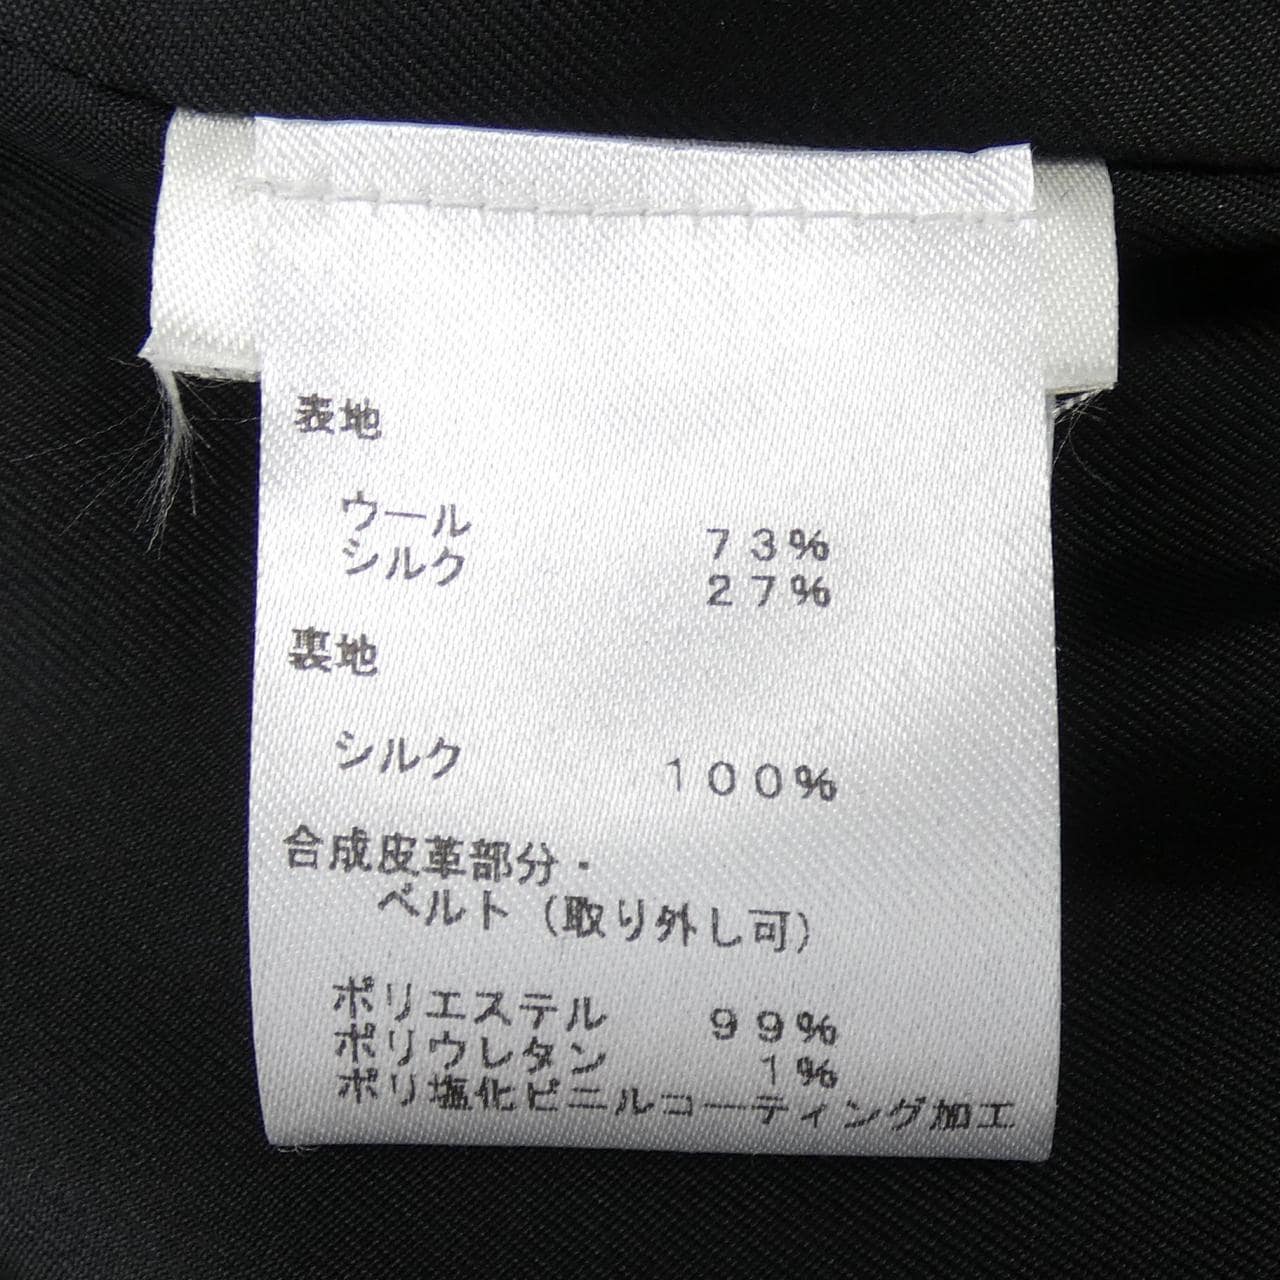 表地
ウール　73%
シルク　27%
裏地
シルク　100%
合成皮革部分・
ベルト（取り外し可）
ポリエステル　99%
ポリウレタン　1%
ポリ塩化ビニルコーティング加工